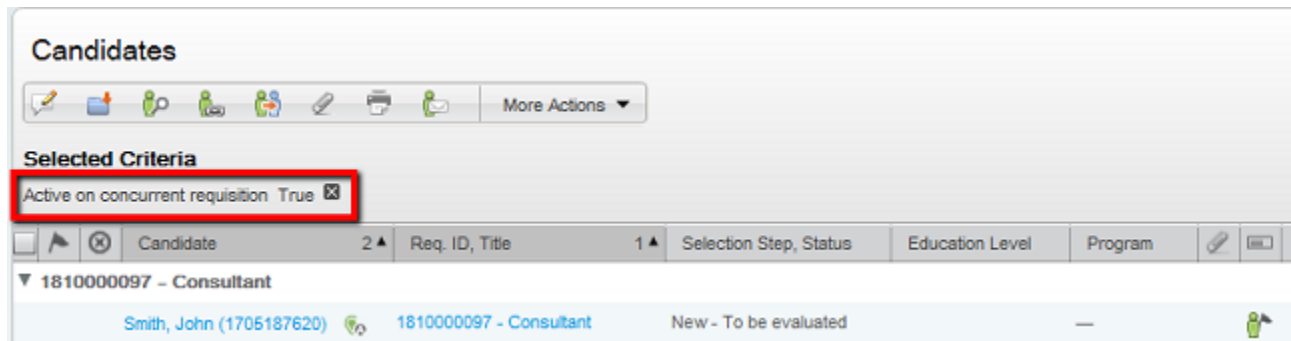 Candidates
More Actions
Selected Criteria
Active on concurrent requisition True
Candidate 2 Req. ID, Title 1 Selection Step, Status Education Level Program
1810000097 – Consultant
Smith, John (1705187620) 1810000097 - Consultant New - To be evaluated —